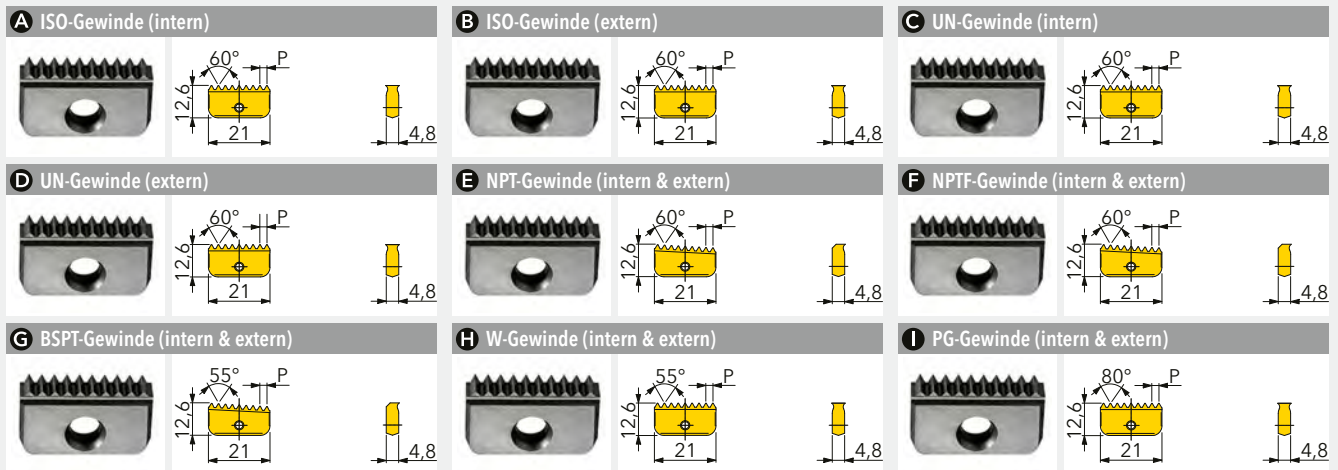 A ISO-Gewinde (intern)
60°
P
12,6
21
4,8
B ISO-Gewinde (extern)
60°
P
12,6
21
4,8
C UN-Gewinde (intern)
60°
P
12,6
21
4,8
D UN-Gewinde (extern)
60°
P
12,6
21
4,8
E NPT-Gewinde (intern & extern)
60°
P
12,6
21
4,8
F NPTF-Gewinde (intern & extern)
60°
P
12,6
21
4,8
G BSPT-Gewinde (intern & extern)
55°
P
12,6
21
4,8
H W-Gewinde (intern & extern)
55°
P
12,6
21
4,8
I PG-Gewinde (intern & extern)
80°
P
12,6
21
4,8